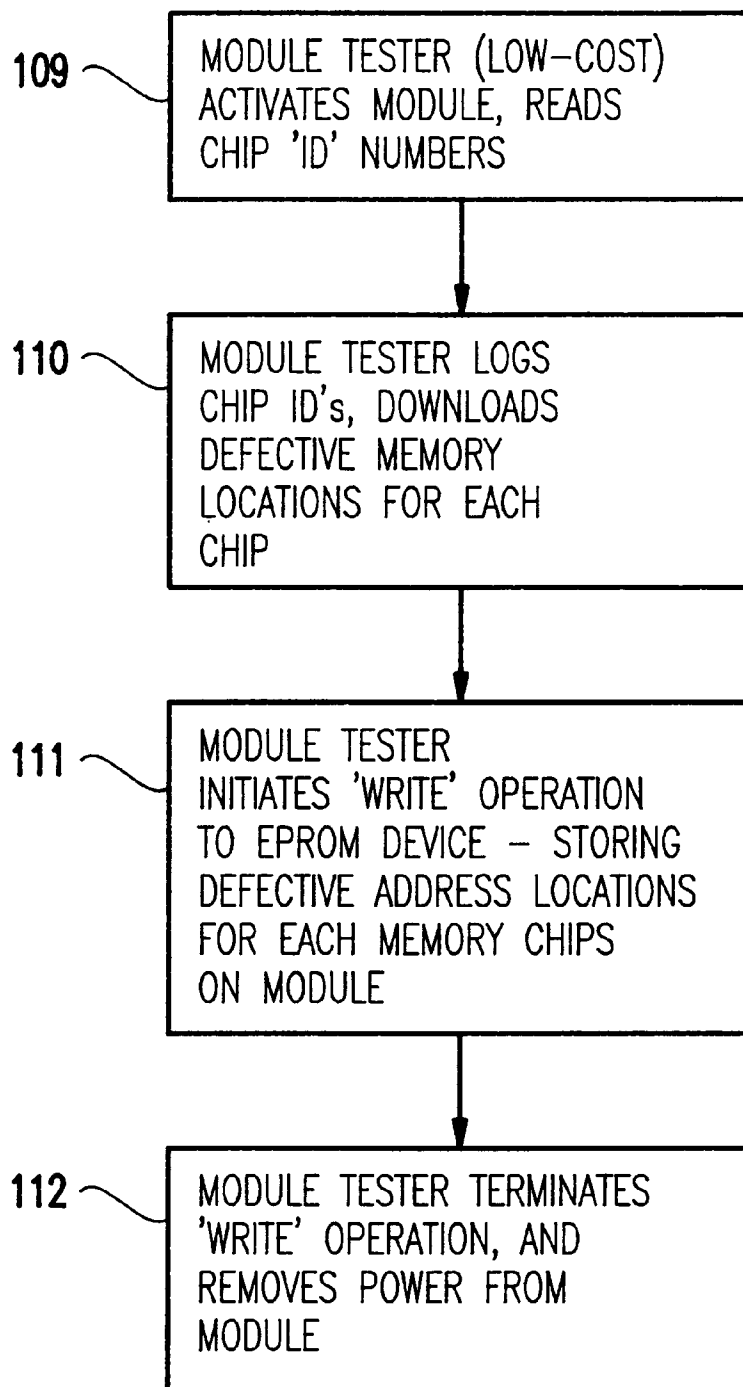 109
MODULE TESTER (LOW-COST)
ACTIVATES MODULE, READS
CHIP 'ID' NUMBERS
110
MODULE TESTER LOGS
CHIP ID's, DOWNLOADS
DEFECTIVE MEMORY
LOCATIONS FOR EACH
CHIP
111
MODULE TESTER
INITIATES 'WRITE' OPERATION
TO EPROM DEVICE – STORING
DEFECTIVE ADDRESS LOCATIONS
FOR EACH MEMORY CHIPS
ON MODULE
112
MODULE TESTER TERMINATES
'WRITE' OPERATION, AND
REMOVES POWER FROM
MODULE